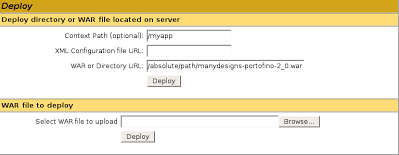 Deploy
Deploy directory or WAR file located on server
Context Path (optional): /myapp
XML Configuration file URL:
WAR or Directory URL: /absolute/path/manydesigns-portofino-2_0.war
Deploy
WAR file to deploy
Select WAR file to upload Browse...
Deploy